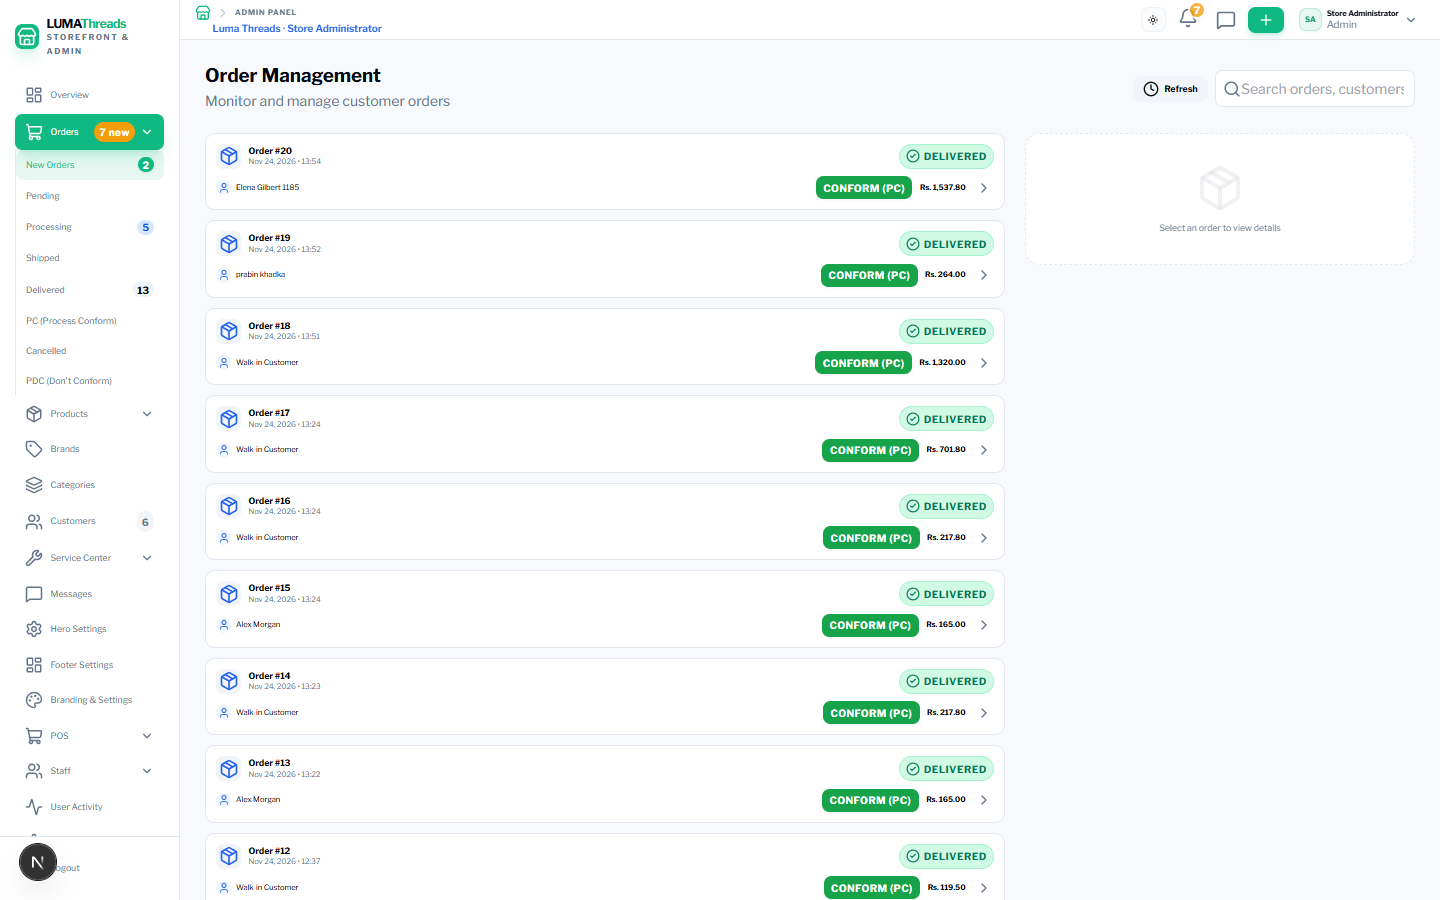 LUMAThreads
STOREFRONT &
ADMIN
Overview
Orders 7 new
New Orders 2
Pending
Processing 5
Shipped
Delivered 13
PC (Process Conform)
Cancelled
PDC (Don't Conform)
Products
Brands
Categories
Customers 6
Service Center
Messages
Hero Settings
Footer Settings
Branding & Settings
POS
Staff
User Activity
N
ogout
ADMIN PANEL
Luma Threads · Store Administrator
7
SA
Store Administrator
Admin
Order Management
Monitor and manage customer orders
Refresh
Search orders, customers
Order #20
Nov 24, 2026 • 13:54
DELIVERED
Elena Gilbert 1185
CONFORM (PC) Rs. 1,537.80
Order #19
Nov 24, 2026 • 13:52
DELIVERED
prabin khadka
CONFORM (PC) Rs. 264.00
Order #18
Nov 24, 2026 • 13:51
DELIVERED
Walk in Customer
CONFORM (PC) Rs. 1,320.00
Order #17
Nov 24, 2026 • 13:24
DELIVERED
Walk in Customer
CONFORM (PC) Rs. 701.80
Order #16
Nov 24, 2026 • 13:24
DELIVERED
Walk in Customer
CONFORM (PC) Rs. 217.80
Order #15
Nov 24, 2026 • 13:24
DELIVERED
Alex Morgan
CONFORM (PC) Rs. 165.00
Order #14
Nov 24, 2026 • 13:23
DELIVERED
Walk in Customer
CONFORM (PC) Rs. 217.80
Order #13
Nov 24, 2026 • 13:22
DELIVERED
Alex Morgan
CONFORM (PC) Rs. 165.00
Order #12
Nov 24, 2026 • 12:37
DELIVERED
Walk in Customer
CONFORM (PC) Rs. 119.50
Select an order to view details